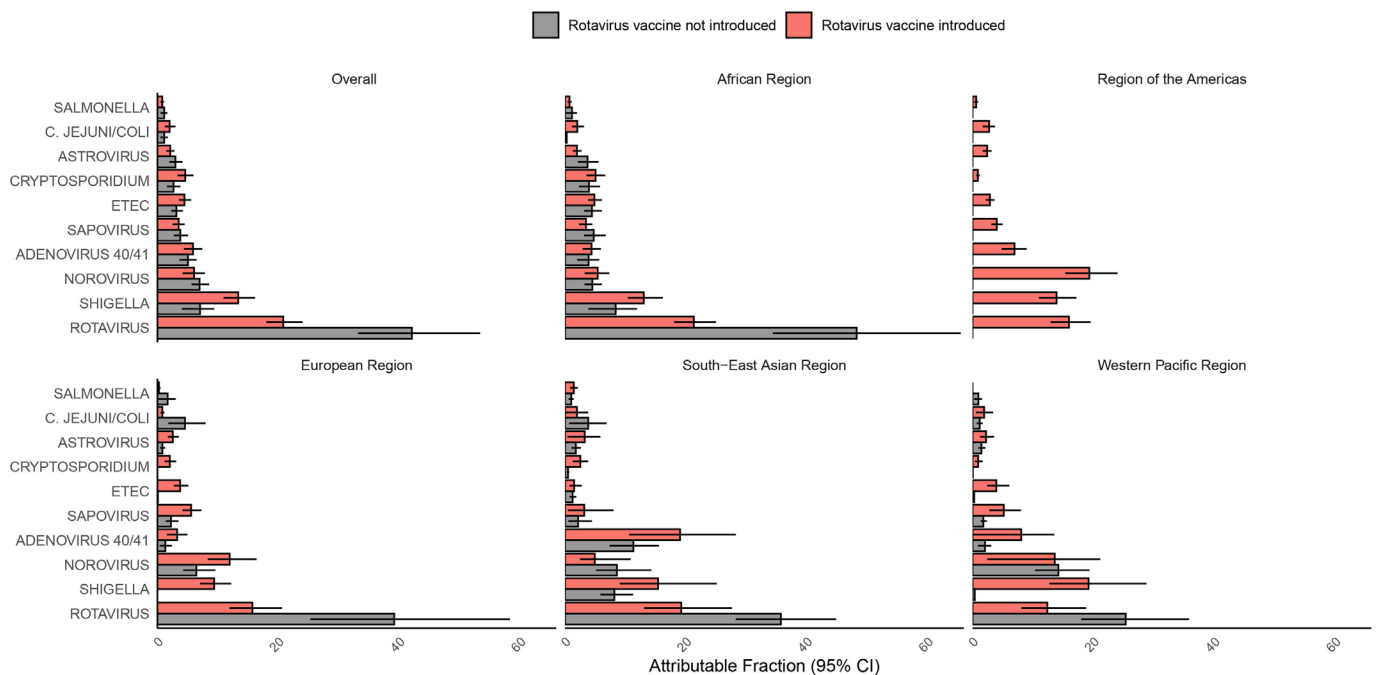 Rotavirus vaccine not introduced Rotavirus vaccine introduced
Overall African Region Region of the Americas
SALMONELLA
C. JEJUNI/COLI
ASTROVIRUS
CRYPTOSPORIDIUM
ETEC
SAPOVIRUS
ADENOVIRUS 40/41
NOROVIRUS
SHIGELLA
ROTAVIRUS
European Region South−East Asian Region Western Pacific Region
SALMONELLA
C. JEJUNI/COLI
ASTROVIRUS
CRYPTOSPORIDIUM
ETEC
SAPOVIRUS
ADENOVIRUS 40/41
NOROVIRUS
SHIGELLA
ROTAVIRUS
0 20 40 60 0 20 40 60 0 20 40 60
Attributable Fraction (95% CI)